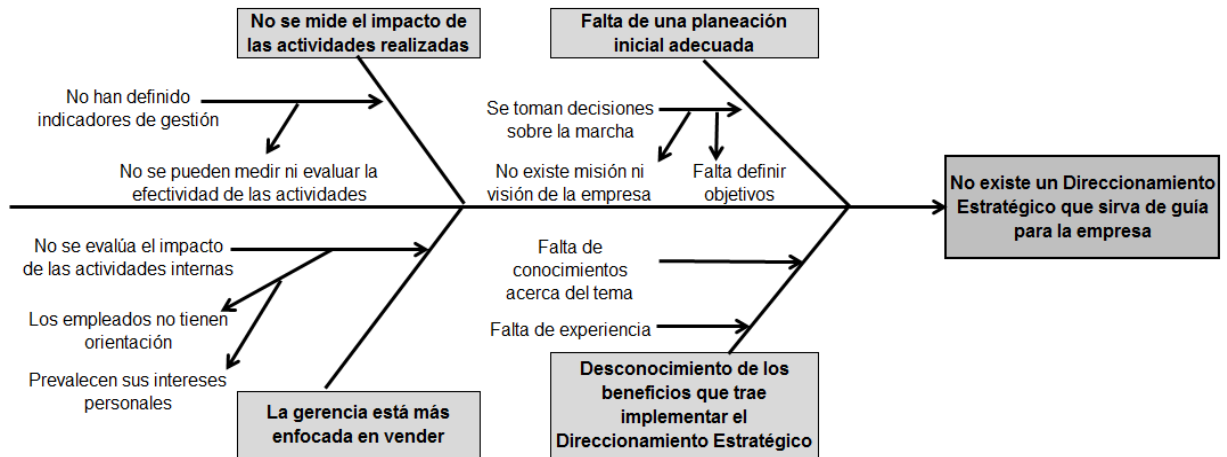 No se mide el impacto de
las actividades realizadas
Falta de una planeación
inicial adecuada
No han definido
indicadores de gestión
Se toman decisiones
sobre la marcha
No se pueden medir ni evaluar la
efectividad de las actividades
No existe misión ni
visión de la empresa
Falta definir
objetivos
No existe un Direccionamiento
Estratégico que sirva de guía
para la empresa
No se evalúa el impacto
de las actividades internas
Los empleados no tienen
orientación
Prevalecen sus intereses
personales
La gerencia está más
enfocada en vender
Falta de
conocimientos
acerca del tema
Falta de experiencia
Desconocimiento de los
beneficios que trae
implementar el
Direccionamiento Estratégico